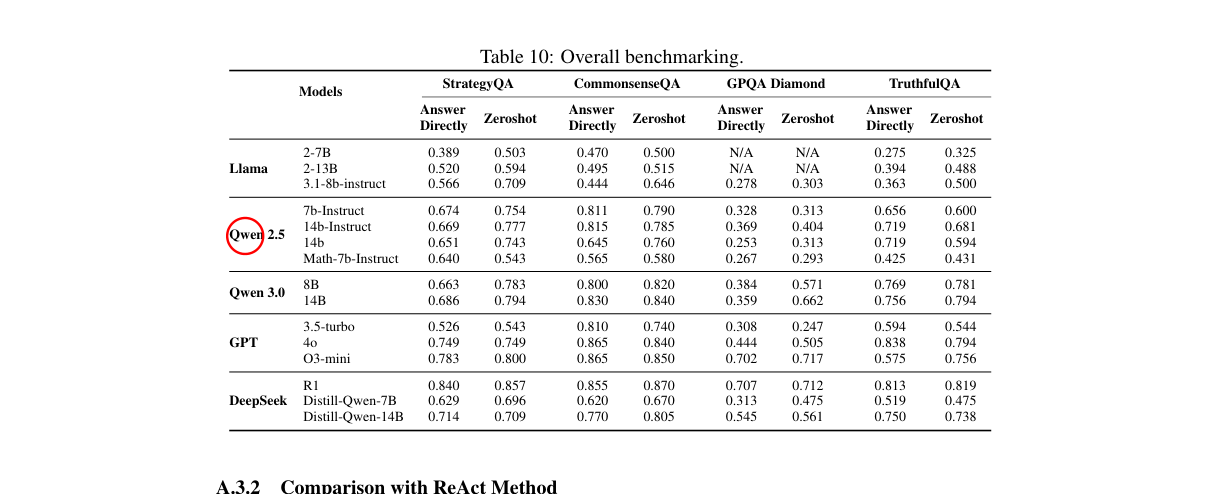 Table 10: Overall benchmarking.
Models StrategyQA CommonsenseQA GPQA Diamond TruthfulQA
Answer Directly Zeroshot Answer Directly Zeroshot Answer Directly Zeroshot Answer Directly Zeroshot
Llama 2-7B 0.389 0.503 0.470 0.500 N/A N/A 0.275 0.325
2-13B 0.520 0.594 0.495 0.515 N/A N/A 0.394 0.488
3.1-8b-instruct 0.566 0.709 0.444 0.646 0.278 0.303 0.363 0.500
Qwen 2.5 7b-Instruct 0.674 0.754 0.811 0.790 0.328 0.313 0.656 0.600
14b-Instruct 0.669 0.777 0.815 0.785 0.369 0.404 0.719 0.681
14b 0.651 0.743 0.645 0.760 0.253 0.313 0.719 0.594
Math-7b-Instruct 0.640 0.543 0.565 0.580 0.267 0.293 0.425 0.431
Qwen 3.0 8B 0.663 0.783 0.800 0.820 0.384 0.571 0.769 0.781
14B 0.686 0.794 0.830 0.840 0.359 0.662 0.756 0.794
GPT 3.5-turbo 0.526 0.543 0.810 0.740 0.308 0.247 0.594 0.544
4o 0.749 0.749 0.865 0.840 0.444 0.505 0.838 0.794
O3-mini 0.783 0.800 0.865 0.850 0.702 0.717 0.575 0.756
DeepSeek R1 0.840 0.857 0.855 0.870 0.707 0.712 0.813 0.819
Distill-Qwen-7B 0.629 0.696 0.620 0.670 0.313 0.475 0.519 0.475
Distill-Qwen-14B 0.714 0.709 0.770 0.805 0.545 0.561 0.750 0.738
A.3.2 Comparison with ReAct Method